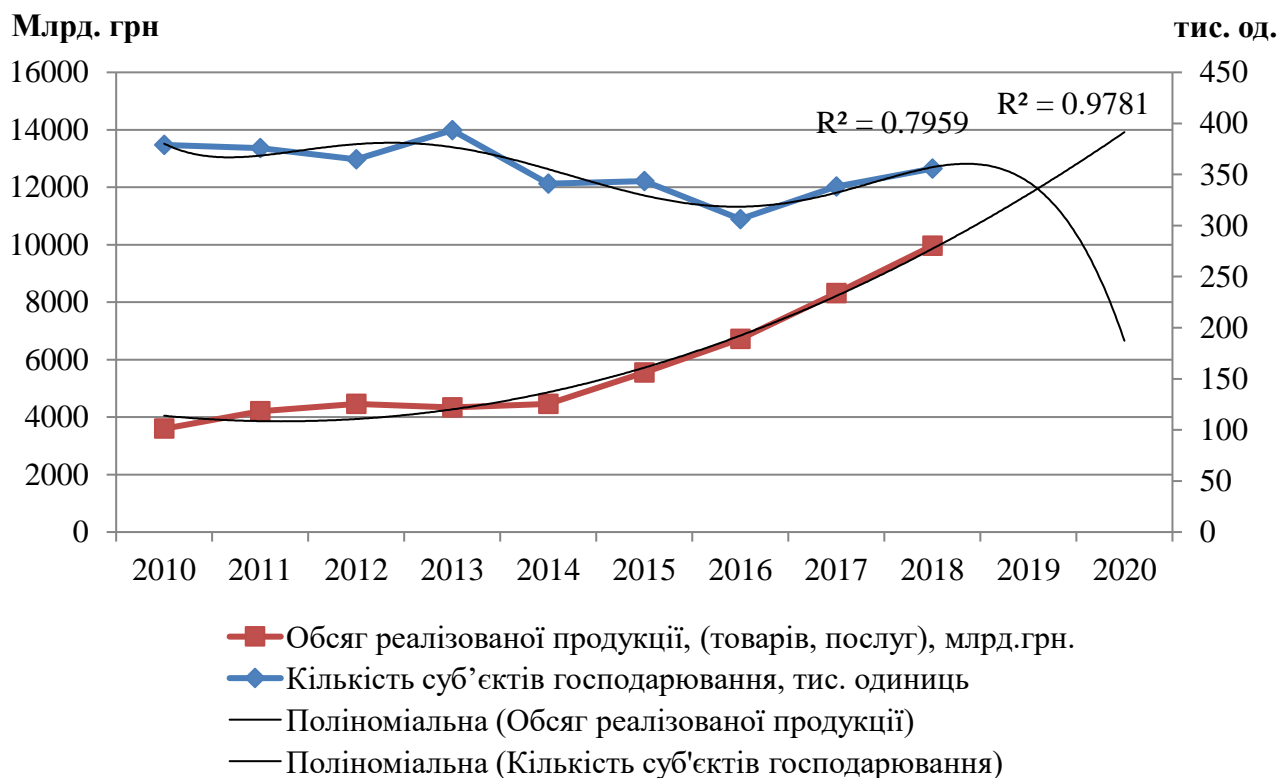 Млрд. грн
тис. од.
16000
14000
12000
10000
8000
6000
4000
2000
0
450
400
350
300
250
200
150
100
50
0
R² = 0.7959
R² = 0.9781
2010 2011 2012 2013 2014 2015 2016 2017 2018 2019 2020
Обсяг реалізованої продукції, (товарів, послуг), млрд.грн.
Кількість суб’єктів господарювання, тис. одиниць
Поліноміальна (Обсяг реалізованої продукції)
Поліноміальна (Кількість суб'єктів господарювання)